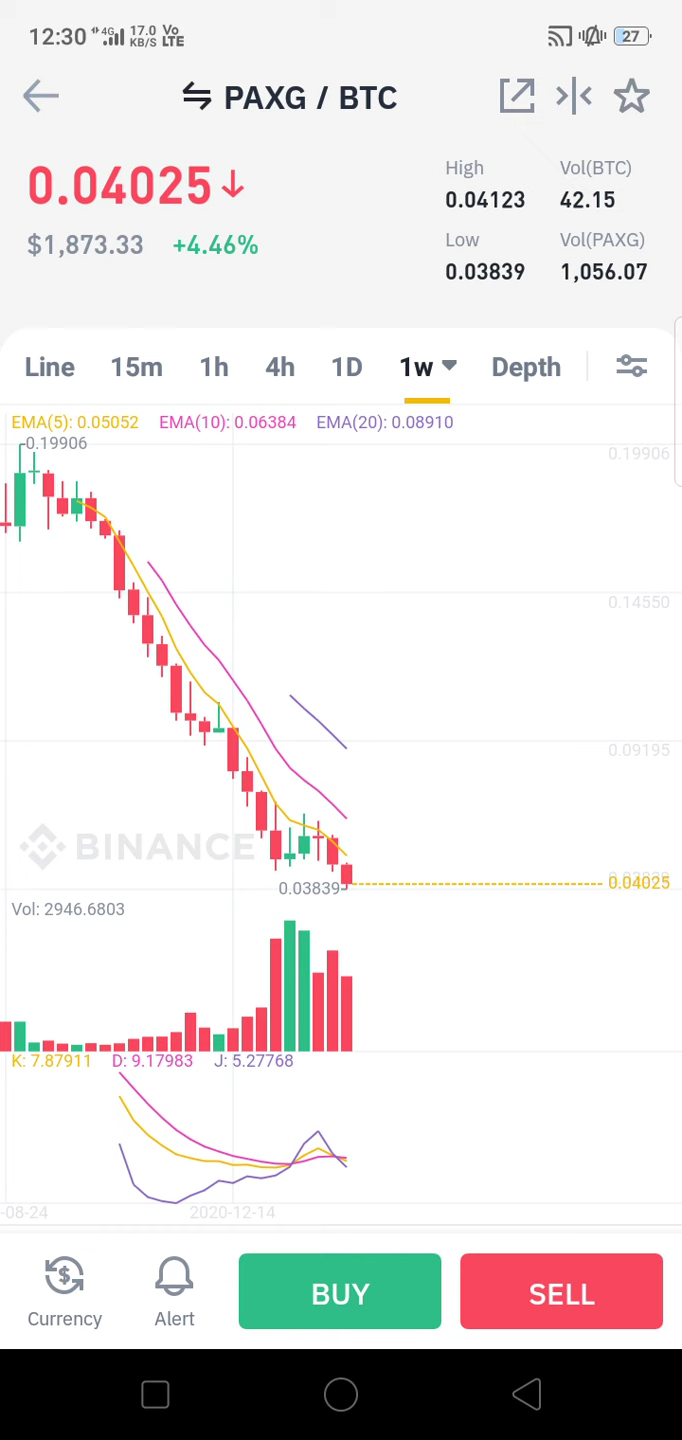 12:30 4G 17.0 KB/S Vo LTE 27
PAXG / BTC
0.04025
$1,873.33 +4.46%
High
0.04123
Vol(BTC)
42.15
Low
0.03839
Vol(PAXG)
1,056.07
Line 15m 1h 4h 1D 1w Depth
EMA(5): 0.05052 EMA(10): 0.06384 EMA(20): 0.08910
0.19906
0.19906
0.14550
0.09195
BINANCE
0.03839
0.04025
Vol: 2946.6803
K: 7.87911 D: 9.17983 J: 5.27768
-08-24 2020-12-14
Currency Alert BUY SELL